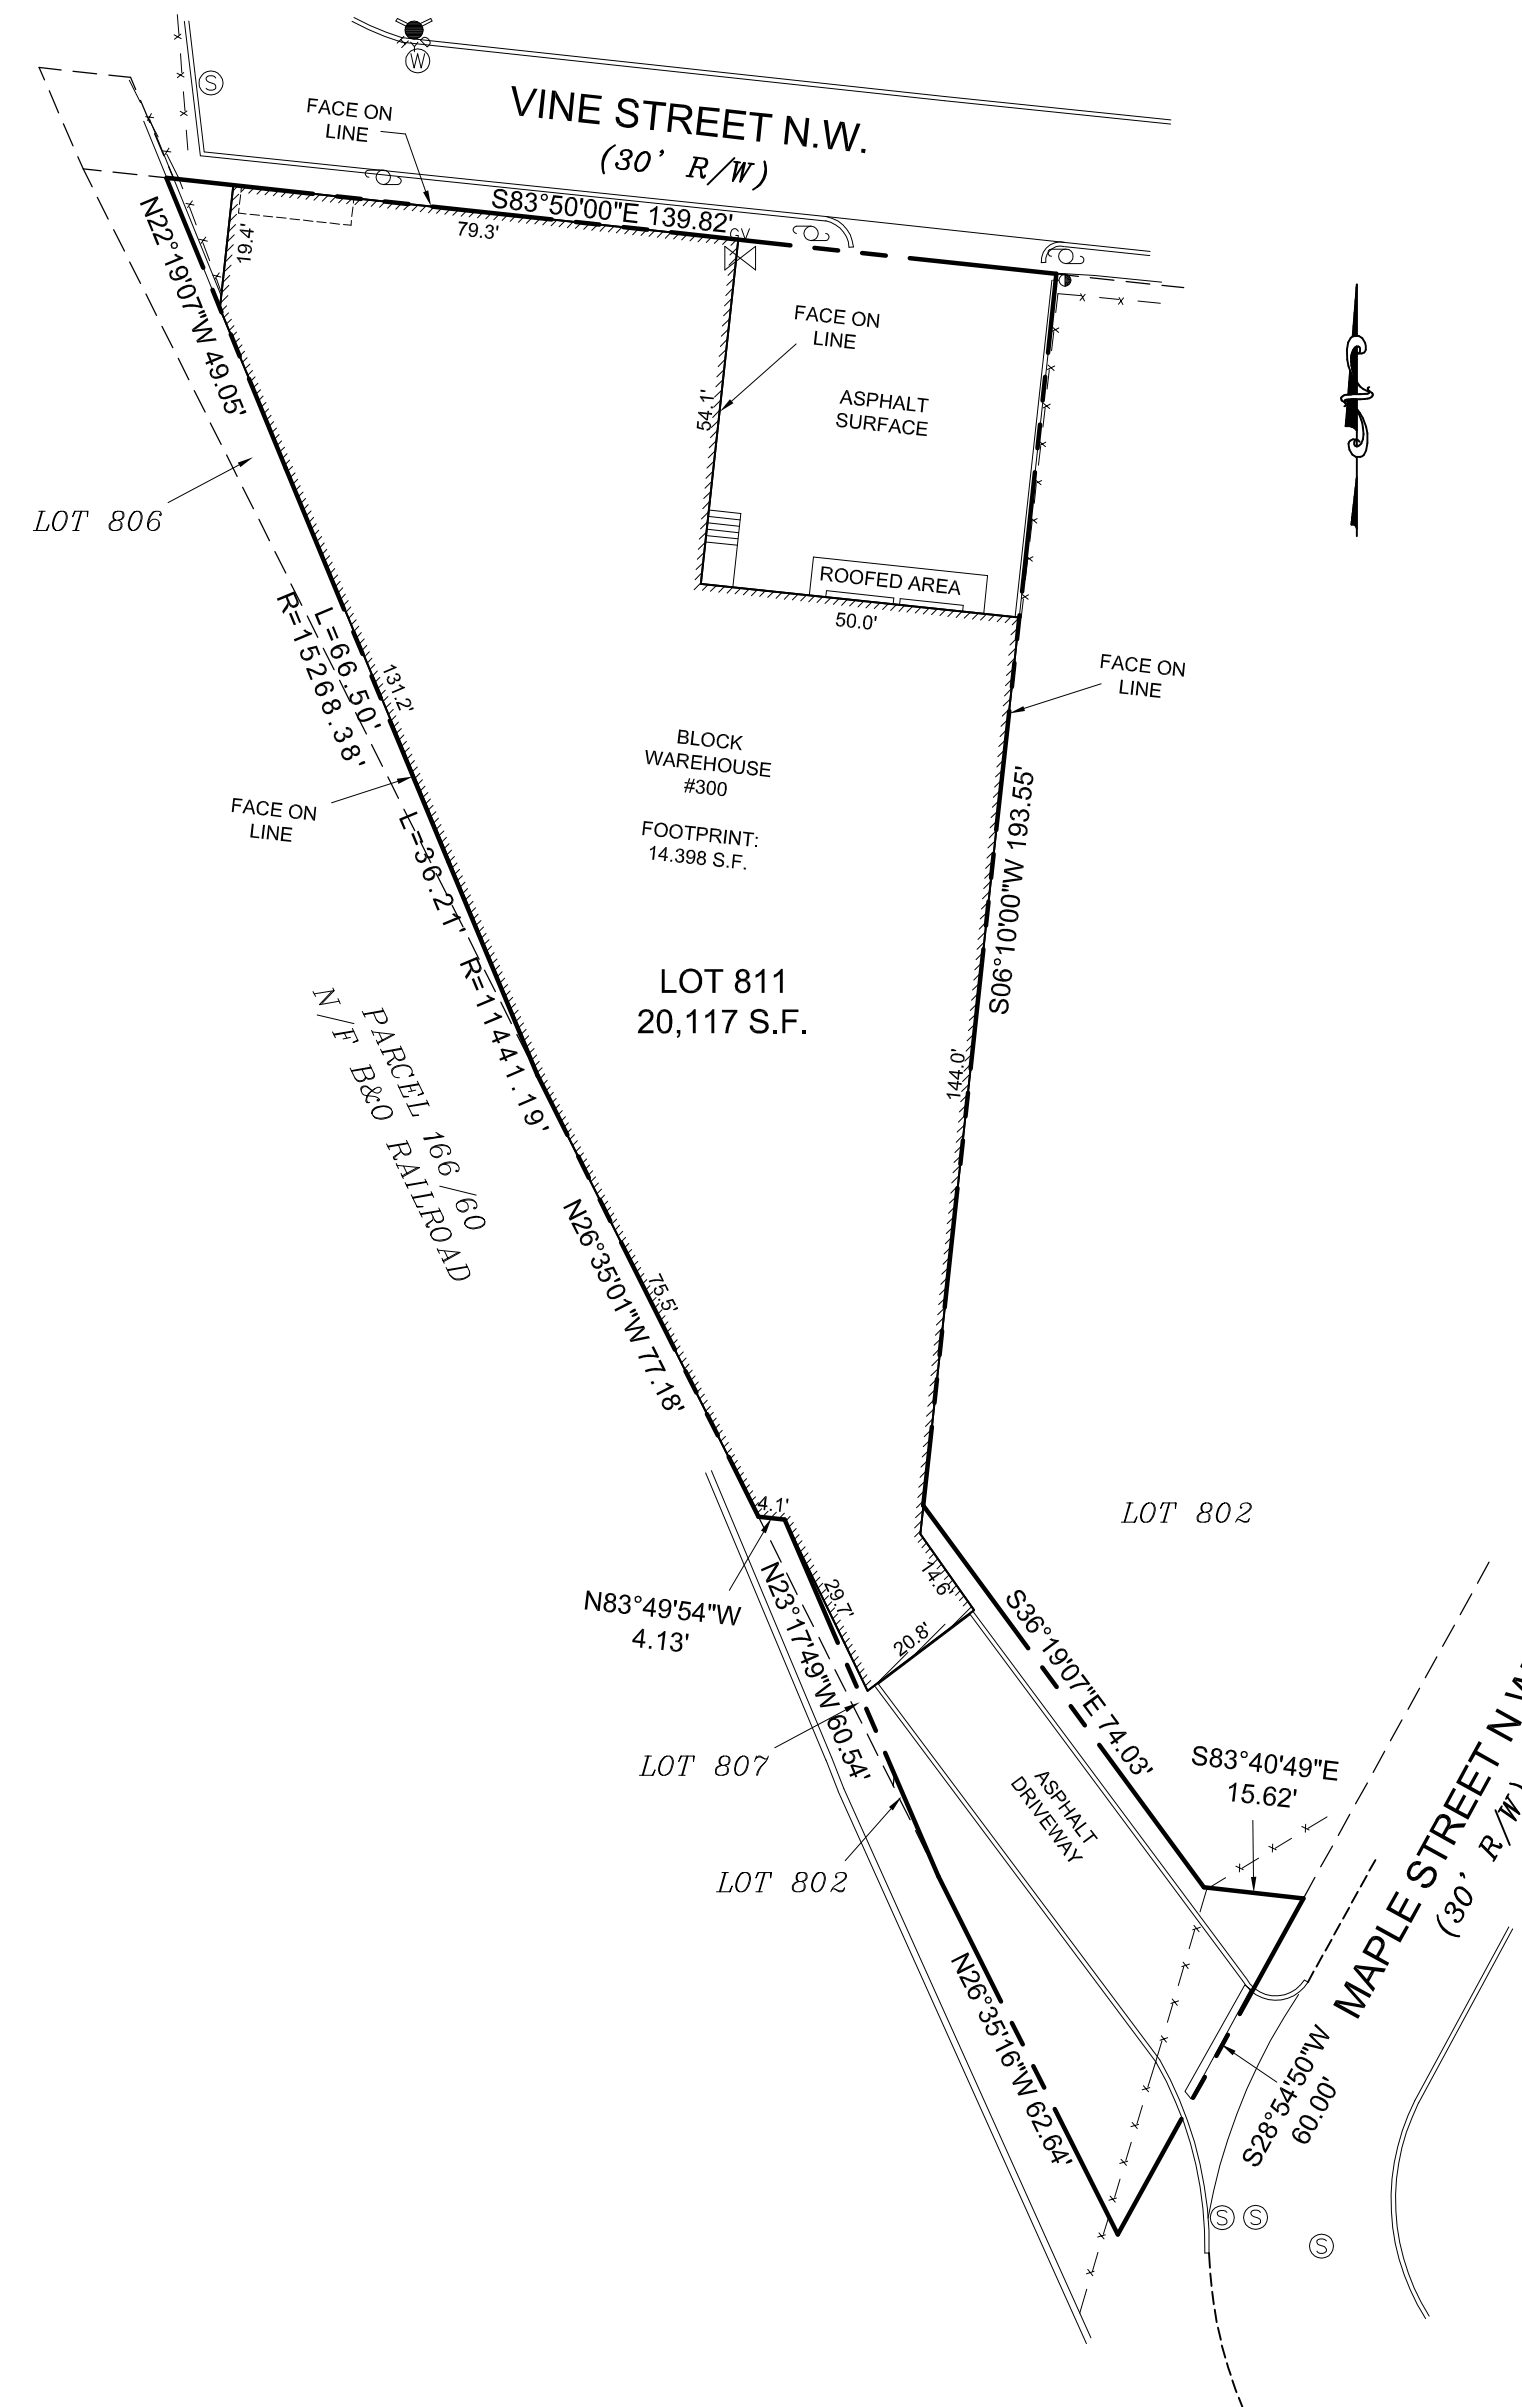 S
W
FACE ON
LINE
VINE STREET N.W.
(30' R/W)
S83°50'00"E 139.82'
79.3'
GV
19.4'
N22°19'07"W 49.05'
FACE ON
LINE
54.1'
ASPHALT
SURFACE
LOT 806
ROOFED AREA
50.0'
L=66.50'
R=15268.38'
131.2'
FACE ON
LINE
BLOCK
WAREHOUSE
#300
FOOTPRINT:
14.398 S.F.
FACE ON
LINE
S06°10'00"W 193.55'
L=36.21' R=11441.19'
LOT 811
20,117 S.F.
PARCEL 166/60
N/F B&O RAILROAD
144.0'
N26°35'01"W 77.18'
75.5'
4.1'
LOT 802
N83°49'54"W
4.13'
N23°17'49"W 60.54'
29.7'
14.6'
20.8'
S36°19'07"E 74.03'
LOT 807
ASPHALT
DRIVEWAY
S83°40'49"E
15.62'
LOT 802
MAPLE STREET N.W
(30' R/W)
N26°35'16"W 62.64'
S28°54'50"W
60.00'
S
S
S